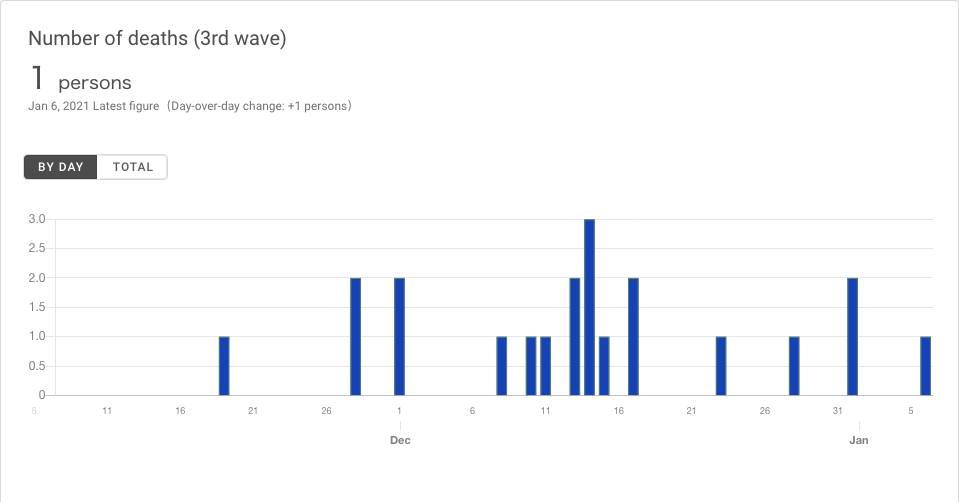 Number of deaths (3rd wave)
1 persons
Jan 6, 2021 Latest figure (Day-over-day change: +1 persons)
BY DAY TOTAL
3.0
2.5
2.0
1.5
1.0
0.5
0
8 11 16 21 26 1 6 11 16 21 26 31 5
Dec Jan